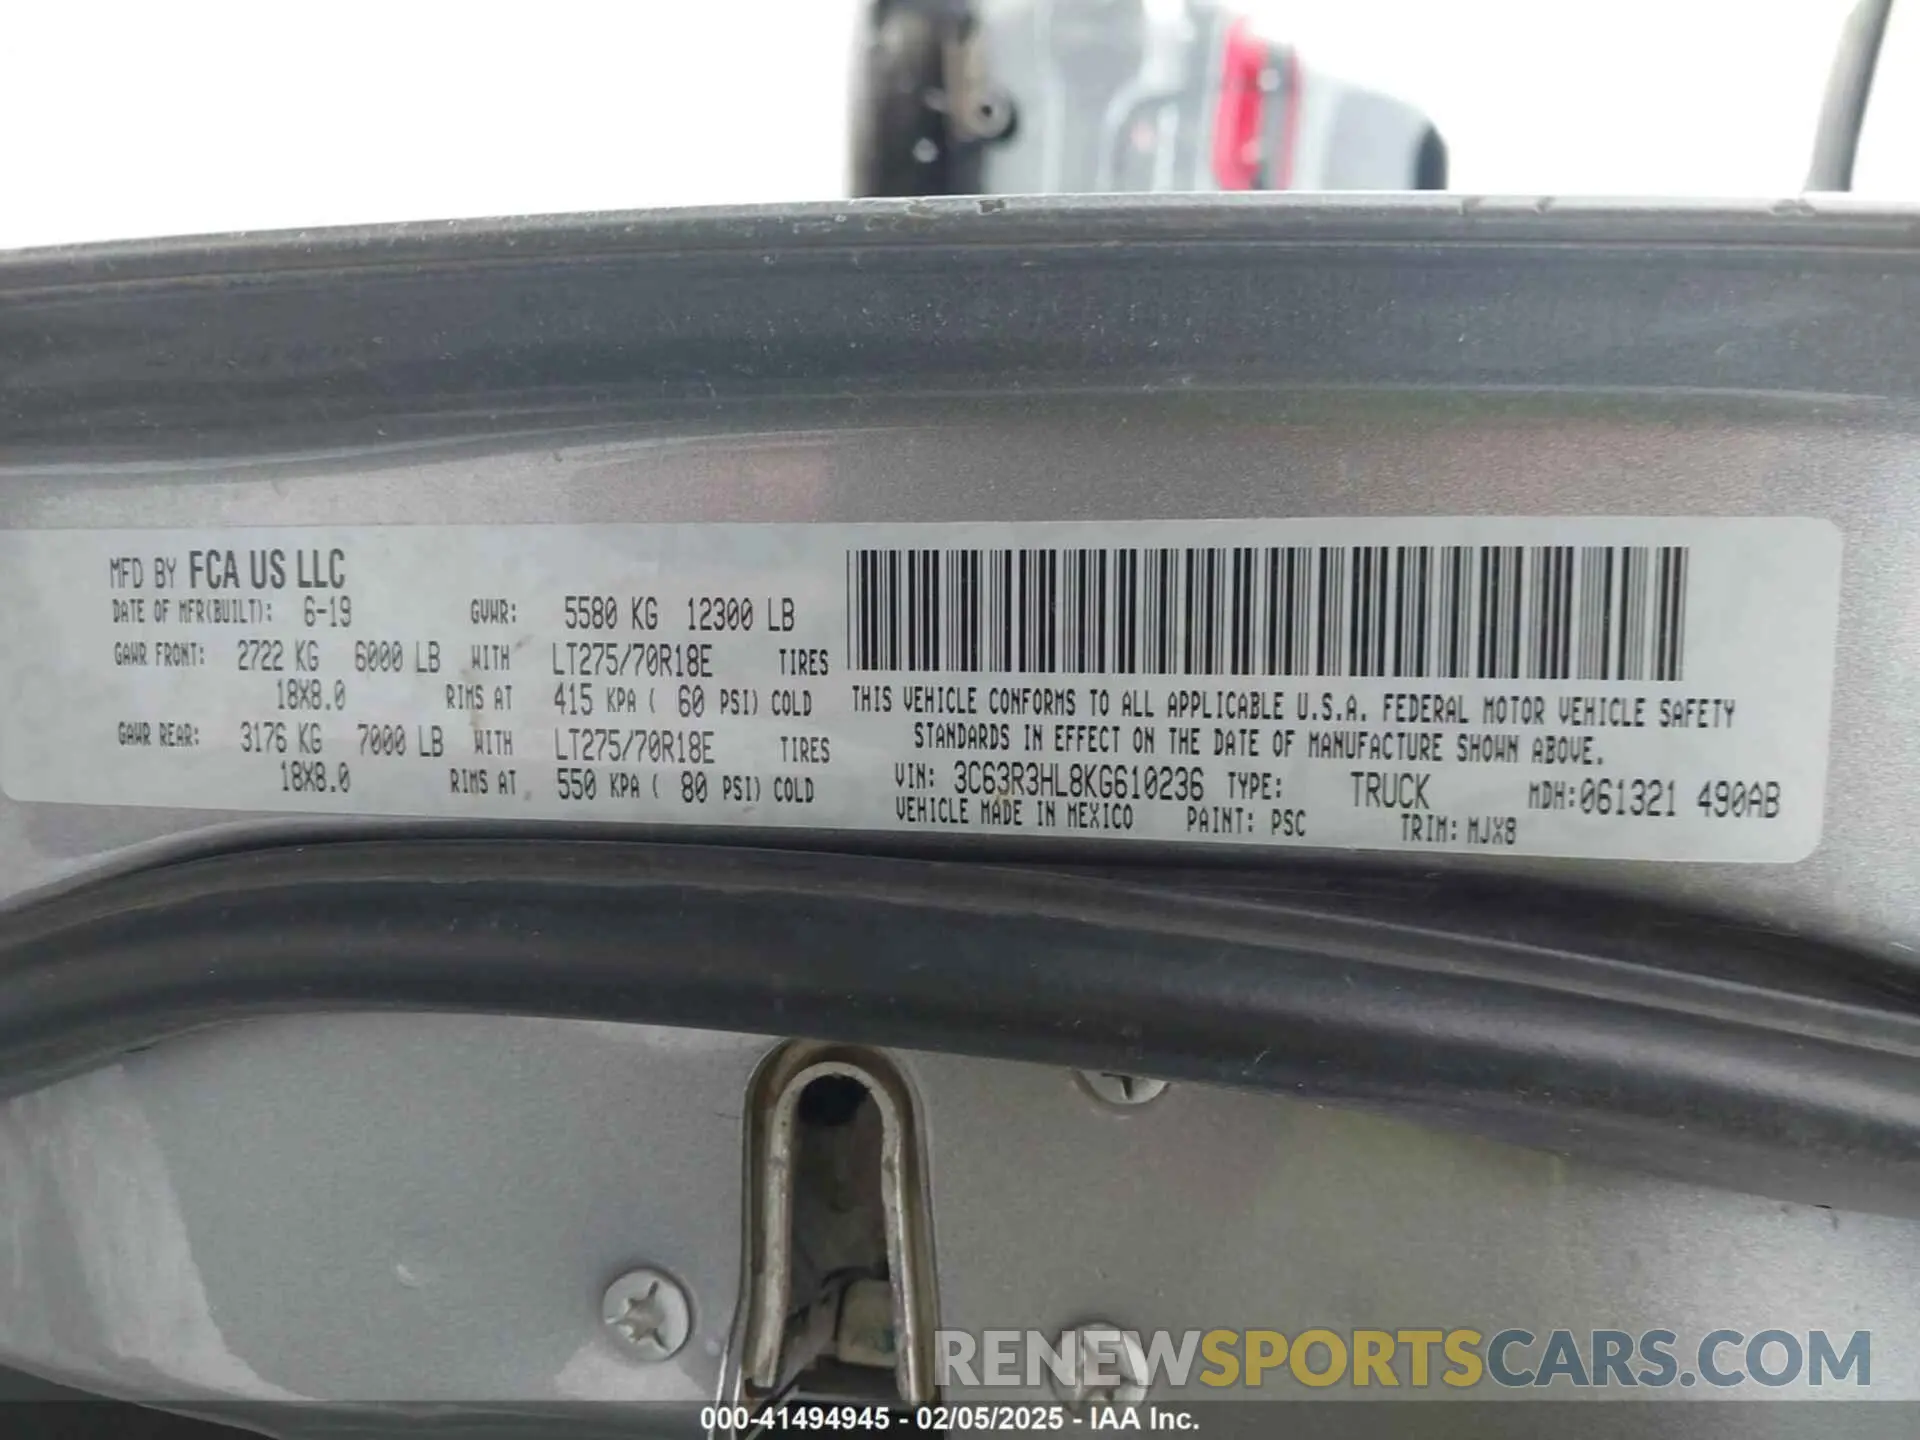 MFD BY FCA US LLC
DATE OF MFR(BUILT): 6-19 GVWR: 5580 KG 12300 LB
GAWR FRONT: 2722 KG 6000 LB WITH LT275/70R18E TIRES
18X8.0 RIMS AT 415 KPA ( 60 PSI) COLD
GAWR REAR: 3176 KG 7000 LB WITH LT275/70R18E TIRES
18X8.0 RIMS AT 550 KPA ( 80 PSI) COLD
THIS VEHICLE CONFORMS TO ALL APPLICABLE U.S.A. FEDERAL MOTOR VEHICLE SAFETY
STANDARDS IN EFFECT ON THE DATE OF MANUFACTURE SHOWN ABOVE.
VIN: 3C63R3HL8KG610236 TYPE: TRUCK MDH:061321 490AB
VEHICLE MADE IN MEXICO PAINT: PSC TRIM: MJX8
RENEWSPORTSCARS.COM
000-41494945 - 02/05/2025 - IAA Inc.